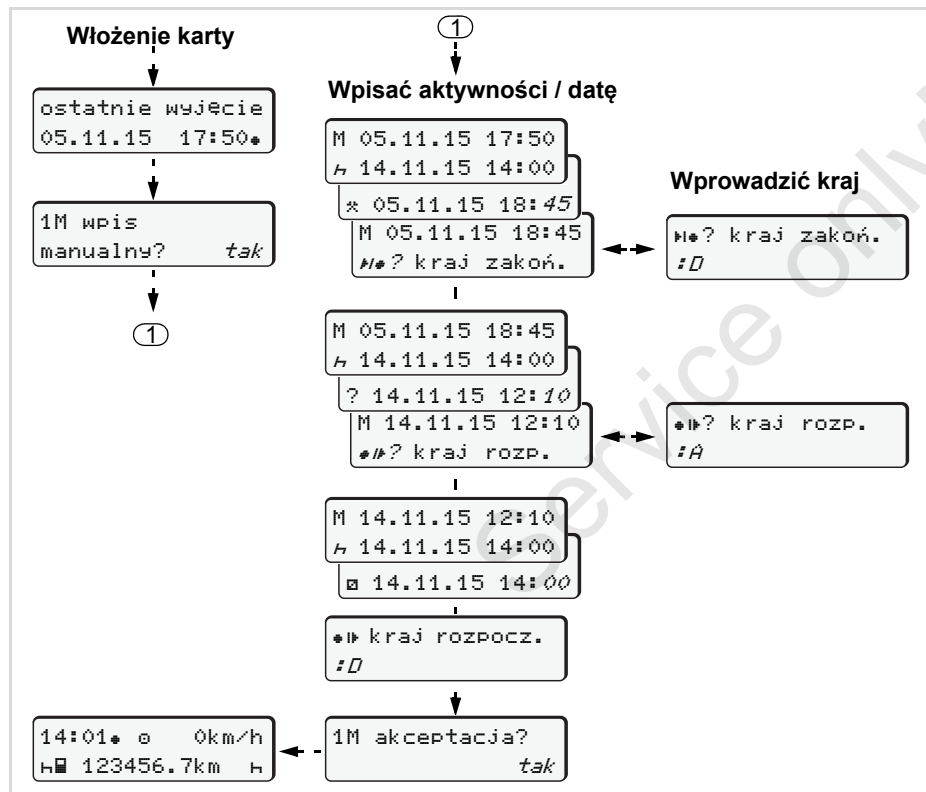 Włożenie karty
ostatnie wyjęcie
05.11.15 17:50
1M wpis
manualny? tak
1
1
Wpisać aktywności / datę
M 05.11.15 17:50
14.11.15 14:00
05.11.15 18:45
M 05.11.15 18:45
? kraj zakoń.
Wprowadzić kraj
? kraj zakoń.
:D
M 05.11.15 18:45
14.11.15 14:00
? 14.11.15 12:10
M 14.11.15 12:10
? kraj rozp.
? kraj rozp.
:A
M 14.11.15 12:10
14.11.15 14:00
14.11.15 14:00
kraj rozpocz.
:D
1M akceptacja?
tak
14:01 0km/h
123456.7km
Service only